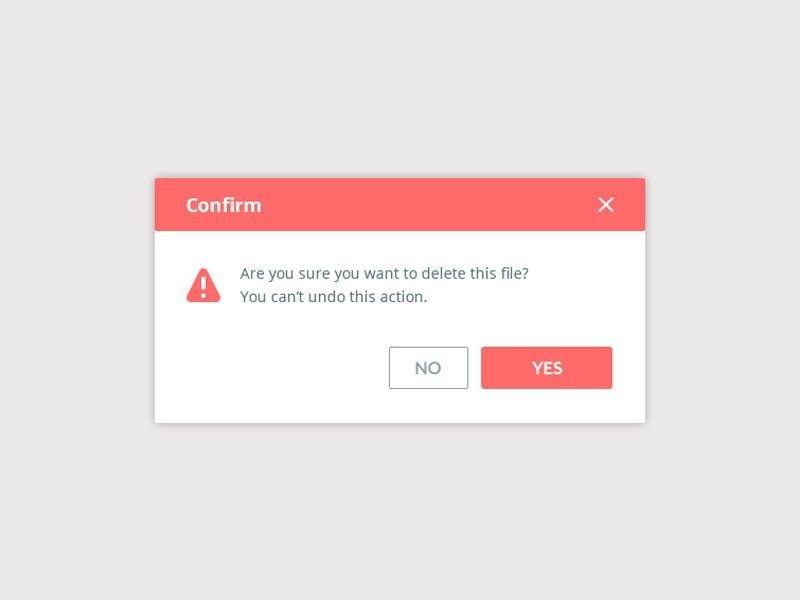 Confirm
Are you sure you want to delete this file?
You can’t undo this action.
NO
YES